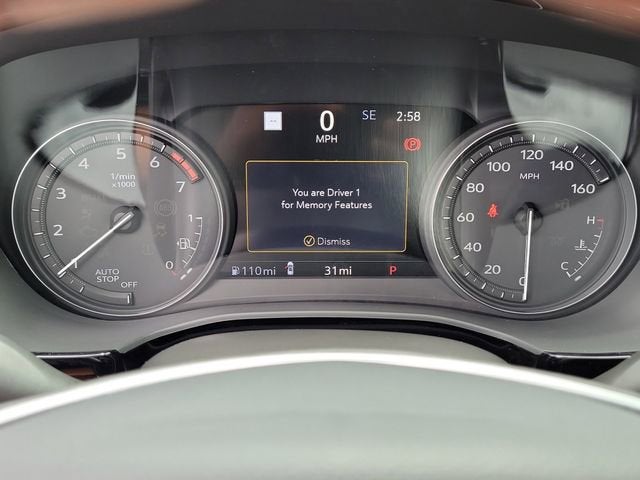 0
MPH
SE
2:58
You are Driver 1
for Memory Features
Dismiss
110mi
31mi
P
1/min
x1000
1
2
3
4
5
6
7
AUTO
STOP
OFF
1
0
MPH
0
20
40
60
80
100
120
140
160
H
C